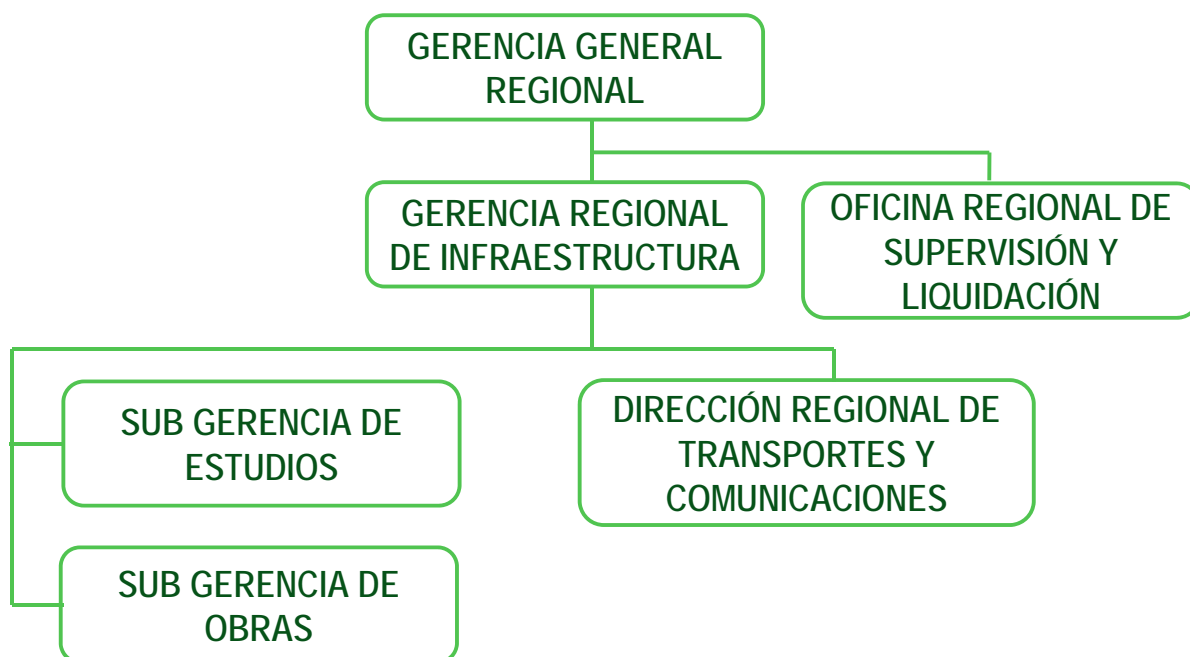 GERENCIA GENERAL
REGIONAL
GERENCIA REGIONAL
DE INFRAESTRUCTURA
OFICINA REGIONAL DE
SUPERVISIÓN Y
LIQUIDACIÓN
SUB GERENCIA DE
ESTUDIOS
DIRECCIÓN REGIONAL DE
TRANSPORTES Y
COMUNICACIONES
SUB GERENCIA DE
OBRAS